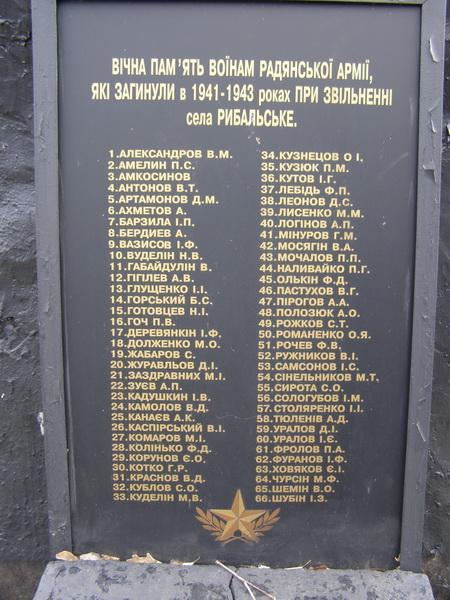 ВІЧНА ПАМ'ЯТЬ ВОЇНАМ РАДЯНСЬКОЇ АРМІЇ,
ЯКІ ЗАГИНУЛИ в 1941-1943 роках ПРИ ЗВІЛЬНЕННІ
села РИБАЛЬСЬКЕ.
1.АЛЕКСАНДРОВ В.М.
2.АМЕЛИН П.С.
3.АМКОСИНОВ
4.АНТОНОВ В.Т.
5.АРТАМОНОВ Д.М.
6.АХМЕТОВ А.
7.БАРЗИЛА І.П.
8.БЕРДИЕВ А.
9.ВАЗИСОВ І.Ф.
10.ВУДЕЛІН Н.В.
11.ГАБАЙДУЛІН В.
12.ГІГІЛЕВ А.В.
13.ГЛУЩЕНКО І.І.
14.ГОРСЬКИЙ Б.С.
15.ГОТОВЦЕВ Н.І.
16.ГОЧ П.В.
17.ДЕРЕВЯНКІН І.Ф.
18.ДОЛЖЕНКО М.О.
19.ЖАБАРОВ С.
20.ЖУРАВЛЬОВ Д.І.
21.ЗАЗДРАВНИХ М.І.
22.ЗУЄВ А.П.
23.КАДУШКИН І.В.
24.КАМОЛОВ В.Д.
25.КАНАЄВ А.К.
26.КАСПІРСЬКИЙ В.І.
27.КОМАРОВ М.І.
28.КОЛІНЬКО Ф.Д.
29.КОРУНОВ Є.О.
30.КОТКО Г.Р.
31.КРАСНОВ В.Д.
32.КУБЛОВ С.О.
33.КУДЕЛІН М.В.
34.КУЗНЕЦОВ О І.
35.КУЗЮК П.М.
36.КУТОВ І.Г.
37.ЛЕБІДЬ Ф.П.
38.ЛЕОНОВ Д.С.
39.ЛИСЕНКО М.М.
40.ЛОГІНОВ А.П.
41.МІНУРОВ Г.М.
42.МОСЯГІН В.А.
43.МОЧАЛОВ П.П.
44.НАЛИВАЙКО П.Г.
45.ОЛЬКІН Ф.Д.
46.ПАСТУХОВ В.Г.
47.ПІРОГОВ А.А.
48.ПОЛОЗЮК А.О.
49.РОЖКОВ С.Т.
50.РОМАНЕНКО О.Я.
51.РОЧЕВ Ф.В,
52.РУЖНИКОВ В.І.
53.САМСОНОВ І.С.
54.СІНЕЛЬНИКОВ М.Т.
55.СИРОТА С.О.
56.СОЛОГУБОВ І.М.
57.СТОЛЯРЕНКО І.І.
58.ТЮЛЕНІВ А.Д.
59.УРАЛОВ Д.І.
60.УРАЛОВ І.Є.
61.ФРОЛОВ П.А.
62.ФУРАНОВ І.Ф.
63.ХОВЯКОВ Є.І.
64.ЧУРСІН М.Ф.
65.ШЕМІН В.О.
66.ШУБІН І.З.